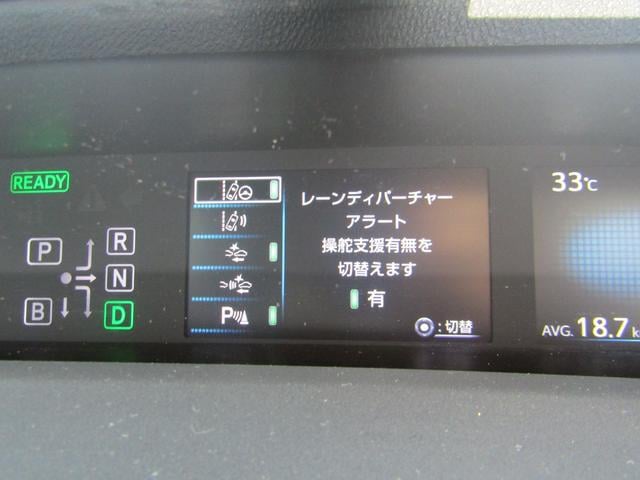 READY
P
R
N
B
D
レーンディパーチャー
アラート
操舵支援有無を
切替えます
有
:切替
P
33℃
AVG. 18.7 k